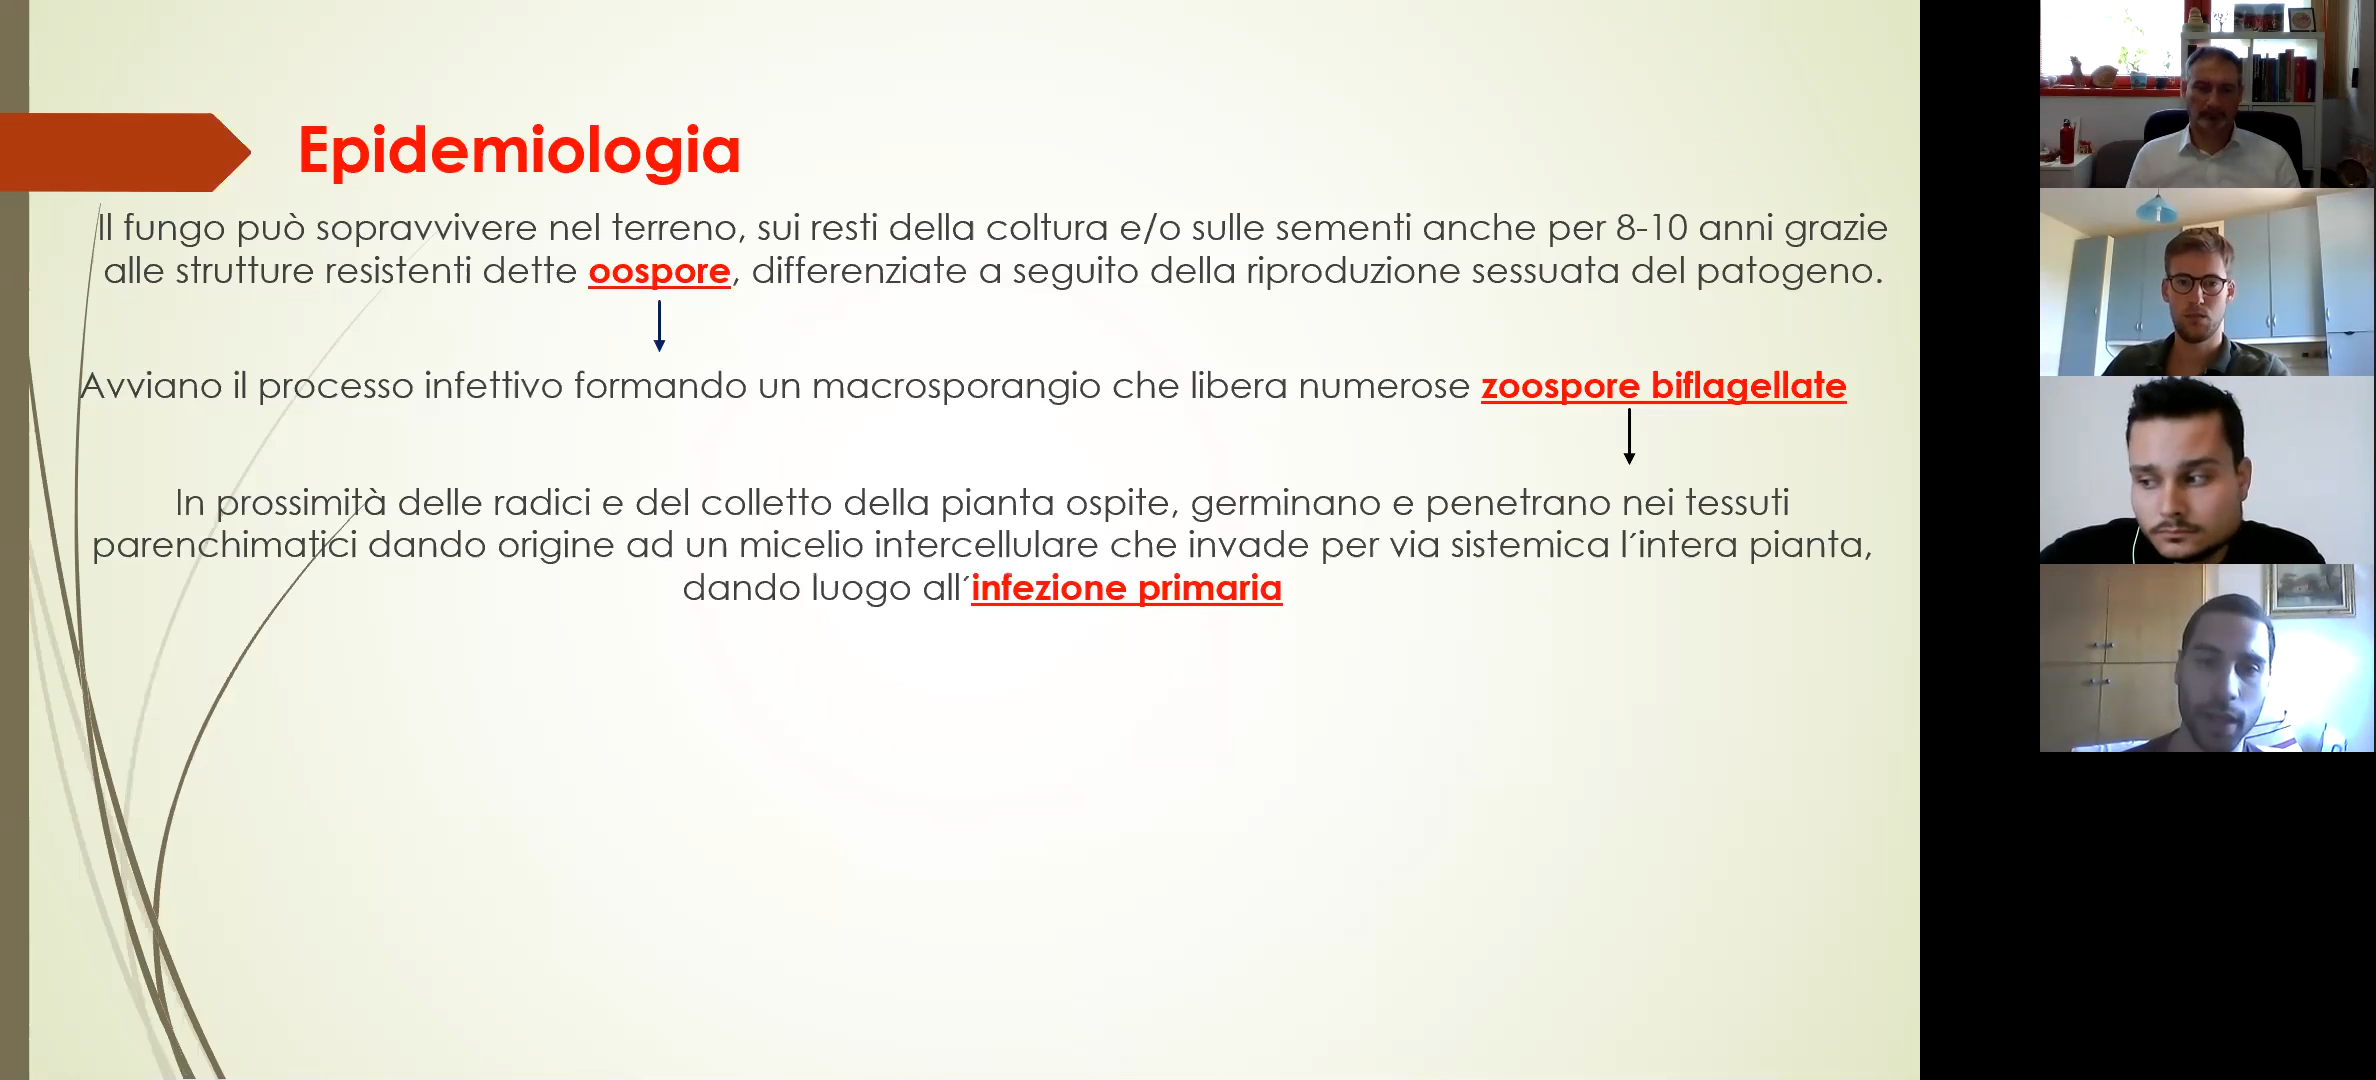 Epidemiologia
Il fungo può sopravvivere nel terreno, sui resti della coltura e/o sulle sementi anche per 8-10 anni grazie
alle strutture resistenti dette oospore, differenziate a seguito della riproduzione sessuata del patogeno.
Avviano il processo infettivo formando un macrosporangio che libera numerose zoospore biflagellate
In prossimità delle radici e del colletto della pianta ospite, germinano e penetrano nei tessuti
parenchimatici dando origine ad un micelio intercellulare che invade per via sistemica l´intera pianta,
dando luogo all´infezione primaria